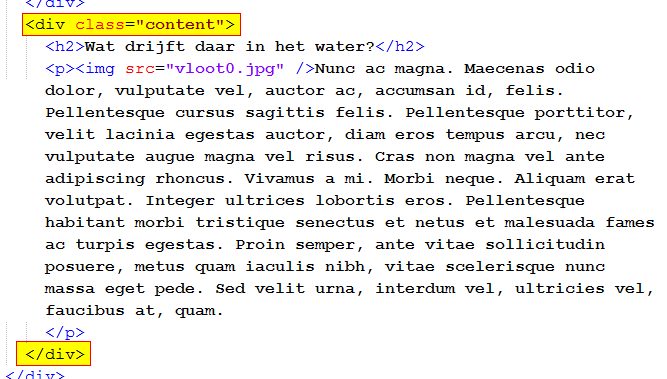 </div>
<div class="content">
<h2>Wat drijft daar in het water?</h2>
<p><img src="vloot0.jpg" />Nunc ac magna. Maecenas odio
dolor, vulputate vel, auctor ac, accumsan id, felis.
Pellentesque cursus sagittis felis. Pellentesque porttitor,
velit lacinia egestas auctor, diam eros tempus arcu, nec
vulputate augue magna vel risus. Cras non magna vel ante
adipiscing rhoncus. Vivamus a mi. Morbi neque. Aliquam erat
volutpat. Integer ultrices lobortis eros. Pellentesque
habitant morbi tristique senectus et netus et malesuada fames
ac turpis egestas. Proin semper, ante vitae sollicitudin
posuere, metus quam iaculis nibh, vitae scelerisque nunc
massa eget pede. Sed velit urna, interdum vel, ultricies vel,
faucibus at, quam.
</p>
</div>
</div>